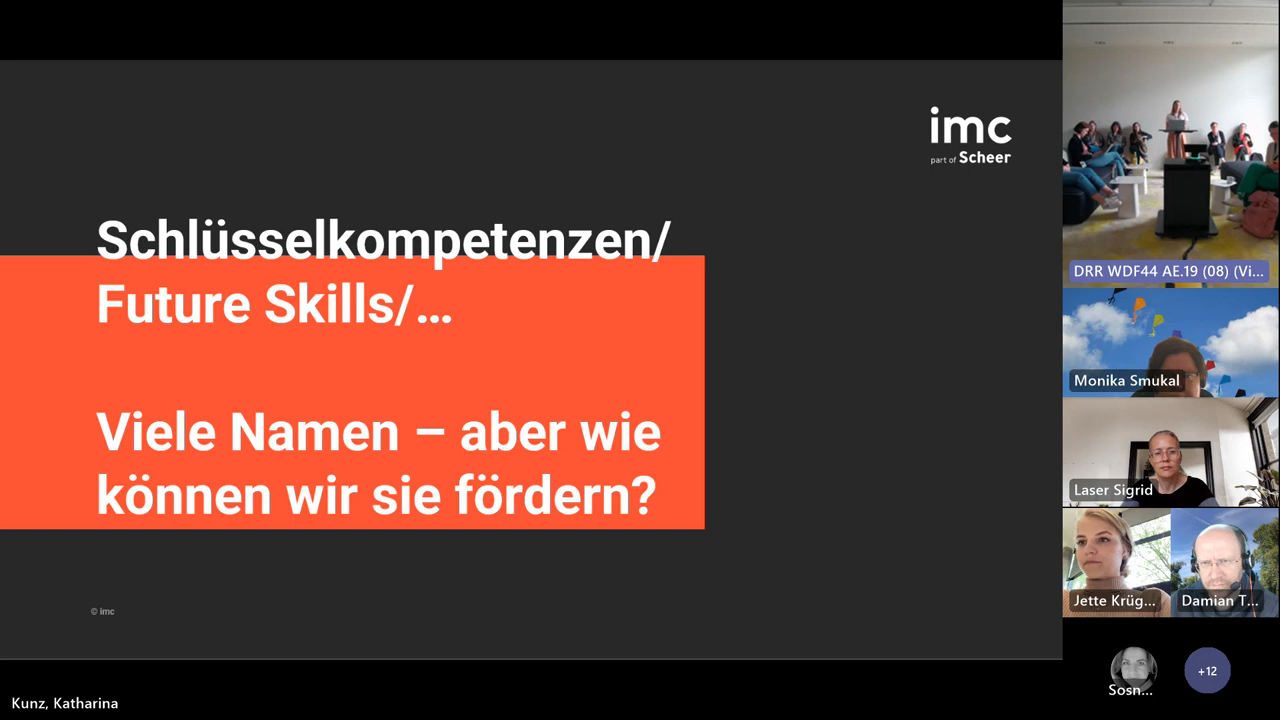 imc
part of Scheer
Schlüsselkompetenzen/
Future Skills/...
Viele Namen – aber wie
können wir sie fördern?
© imc
Kunz, Katharina
DRR WDF44 AE.19 (08) (Vi...
Monika Smukal
Laser Sigrid
Jette Krüg...
Damian T...
Sosn...
+12